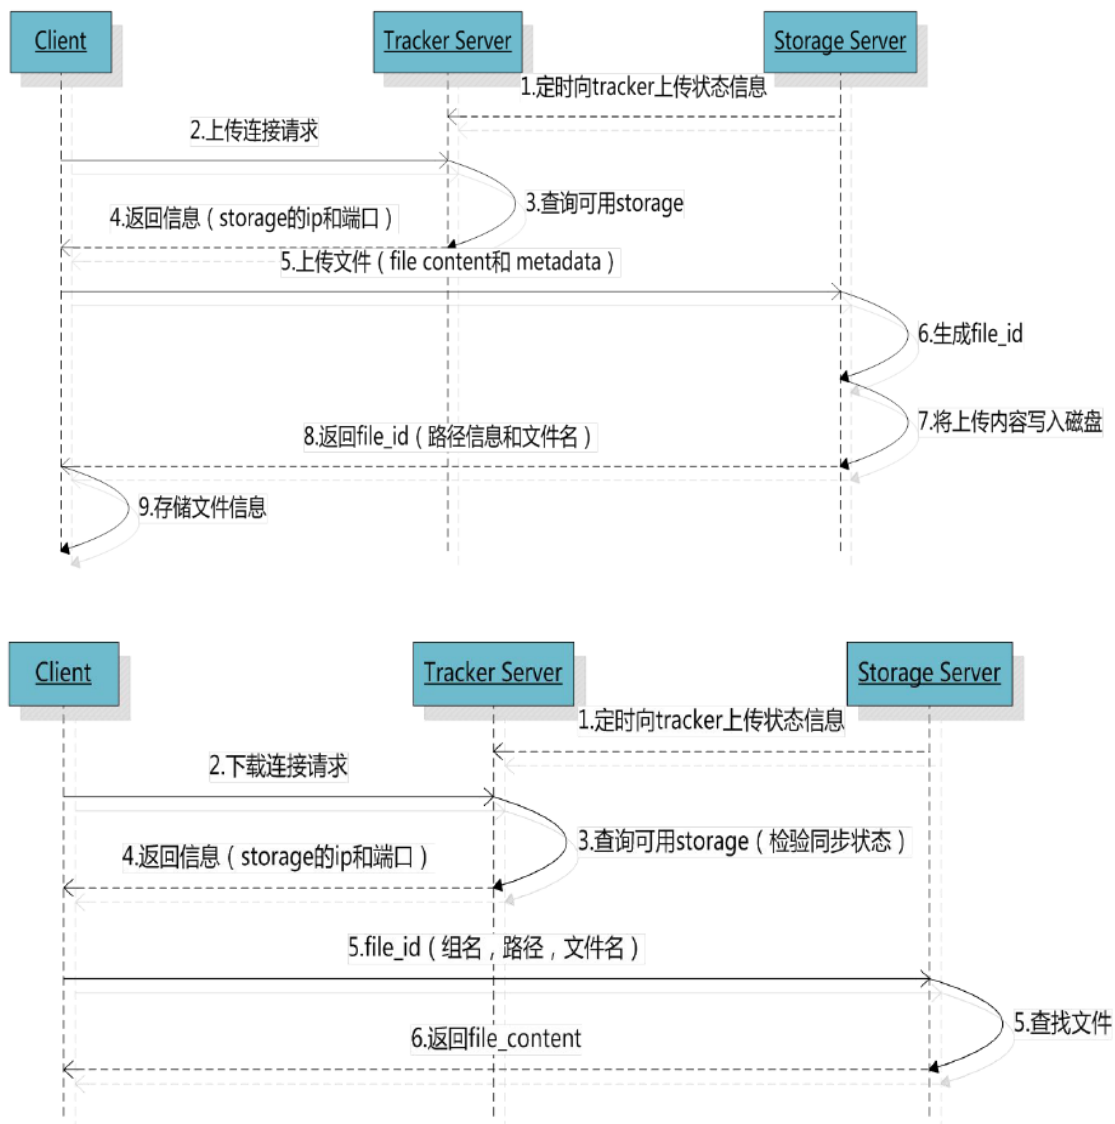 Client
Tracker Server
Storage Server
1.定时向tracker上传状态信息
2.上传连接请求
3.查询可用storage
4.返回信息（storage的ip和端口）
5.上传文件（file content和 metadata）
6.生成file_id
7.将上传内容写入磁盘
8.返回file_id（路径信息和文件名）
9.存储文件信息
Client
Tracker Server
Storage Server
1.定时向tracker上传状态信息
2.下载连接请求
3.查询可用storage（检验同步状态）
4.返回信息（storage的ip和端口）
5.file_id（组名，路径，文件名）
5.查找文件
6.返回file_content